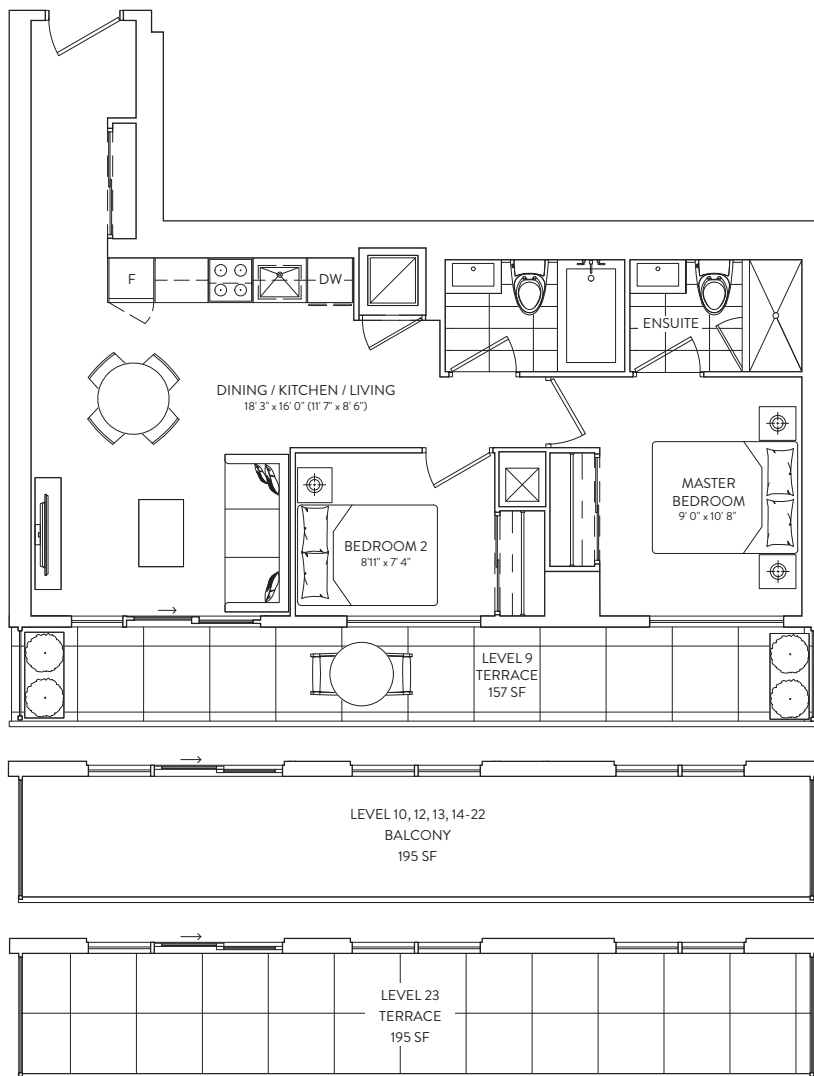 F
DW
ENSUITE
DINING / KITCHEN / LIVING
18' 3" x 16' 0" (11' 7" x 8' 6")
MASTER
BEDROOM
9' 0" x 10' 8"
BEDROOM 2
8'11" x 7' 4"
LEVEL 9
TERRACE
157 SF
LEVEL 10, 12, 13, 14-22
BALCONY
195 SF
LEVEL 23
TERRACE
195 SF